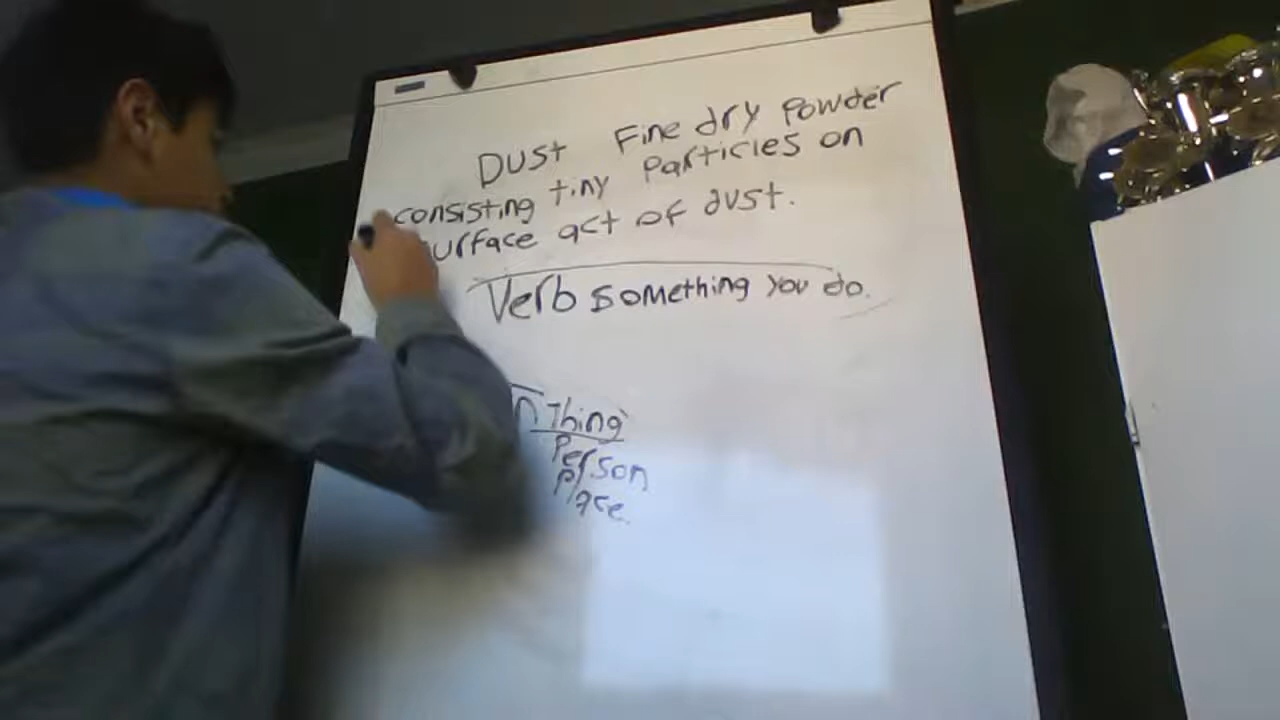 Dust Fine dry Powder
consisting tiny Particles on
urface act of dust.
Verb something you do.
n Thing
Person
Place.